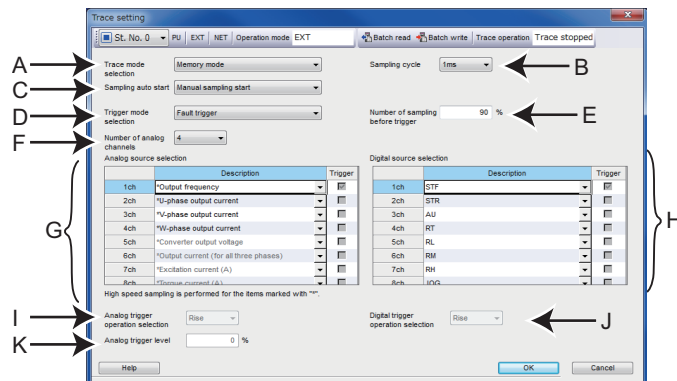 Trace setting
St. No. 0 PU EXT NET Operation mode EXT Batch read Batch write Trace operation Trace stopped
A Trace mode selection Memory mode Sampling cycle 1ms B
C Sampling auto start Manual sampling start
D Trigger mode selection Fault trigger Number of sampling before trigger 90 % E
F Number of analog channels 4
Analog source selection Digital source selection
Description Trigger Description Trigger
1ch *Output frequency 1ch STF
2ch *U-phase output current 2ch STR
3ch *V-phase output current 3ch AU
4ch *W-phase output current 4ch RT
5ch *Converter output voltage 5ch RL
6ch *Output current (for all three phases) 6ch RM
7ch *Excitation current (A) 7ch RH
8ch *Torque current (A) 8ch JOG
G H
High speed sampling is performed for the items marked with "*".
I Analog trigger operation selection Rise Digital trigger operation selection Rise J
K Analog trigger level 0 %
Help OK Cancel